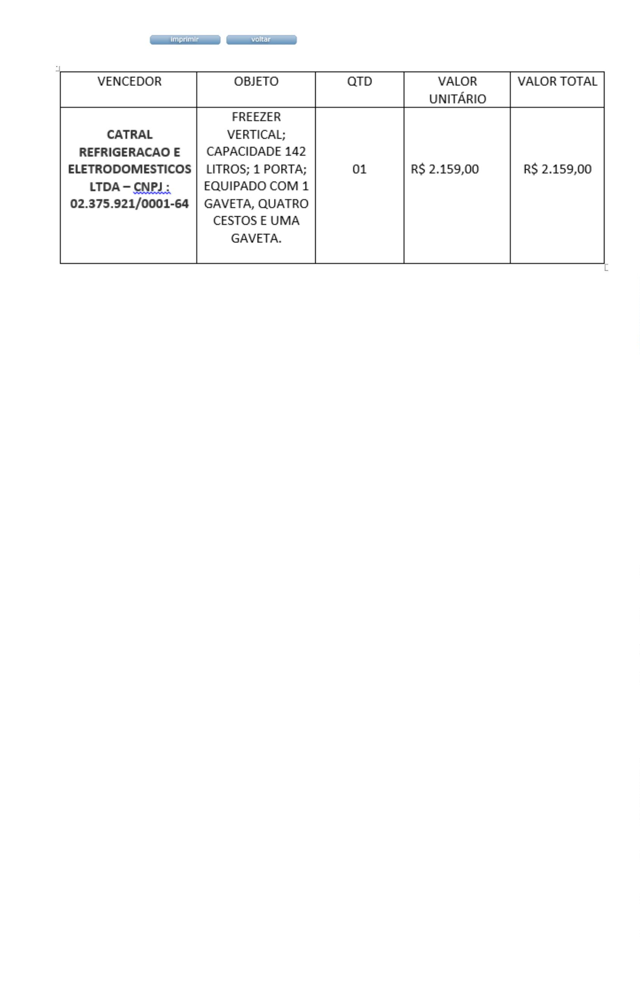 imprimir voltar
VENCEDOR OBJETO QTD VALOR UNITÁRIO VALOR TOTAL
CATRAL
REFRIGERACAO E
ELETRODOMESTICOS
LTDA – CNPJ :
02.375.921/0001-64
FREEZER
VERTICAL;
CAPACIDADE 142
LITROS; 1 PORTA;
EQUIPADO COM 1
GAVETA, QUATRO
CESTOS E UMA
GAVETA.
01
R$ 2.159,00
R$ 2.159,00